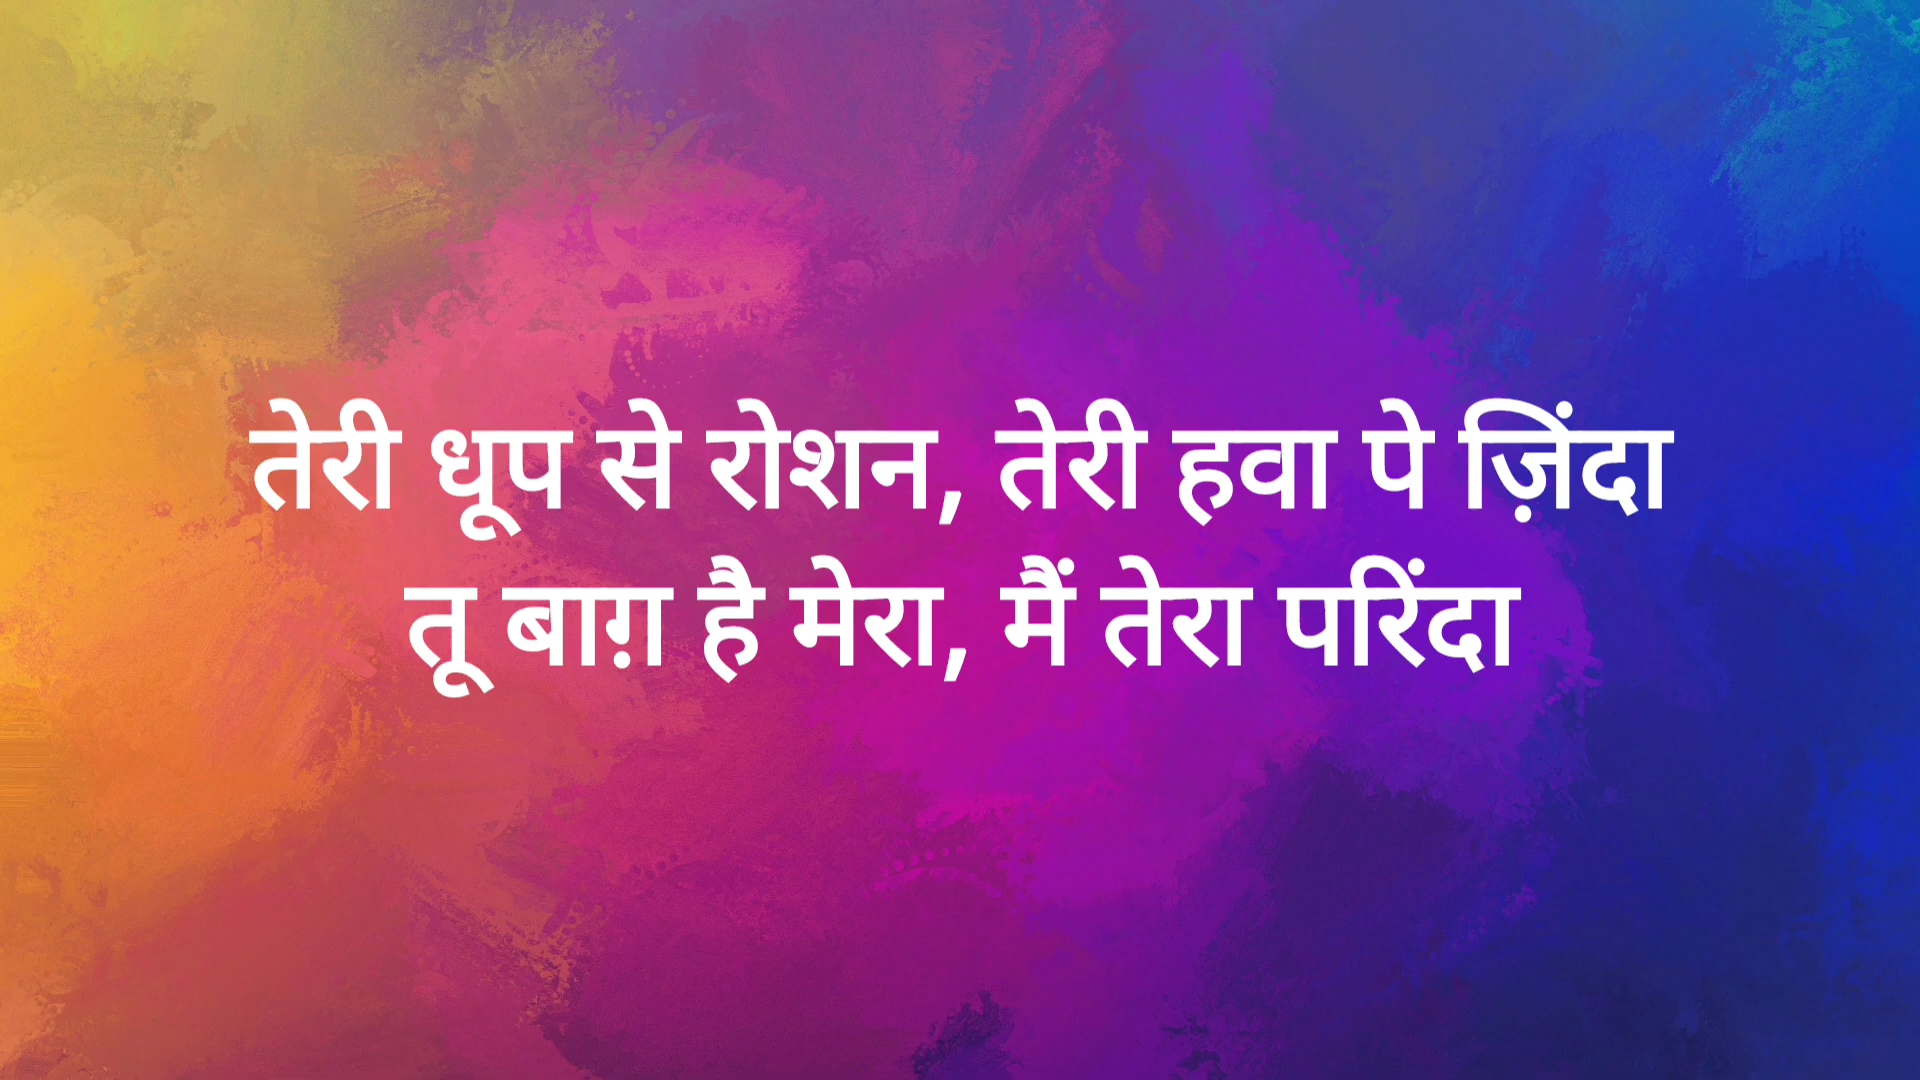 तेरी धूप से रोशन, तेरी हवा पे ज़िंदा
तू बाग़ है मेरा, मैं तेरा परिंदा